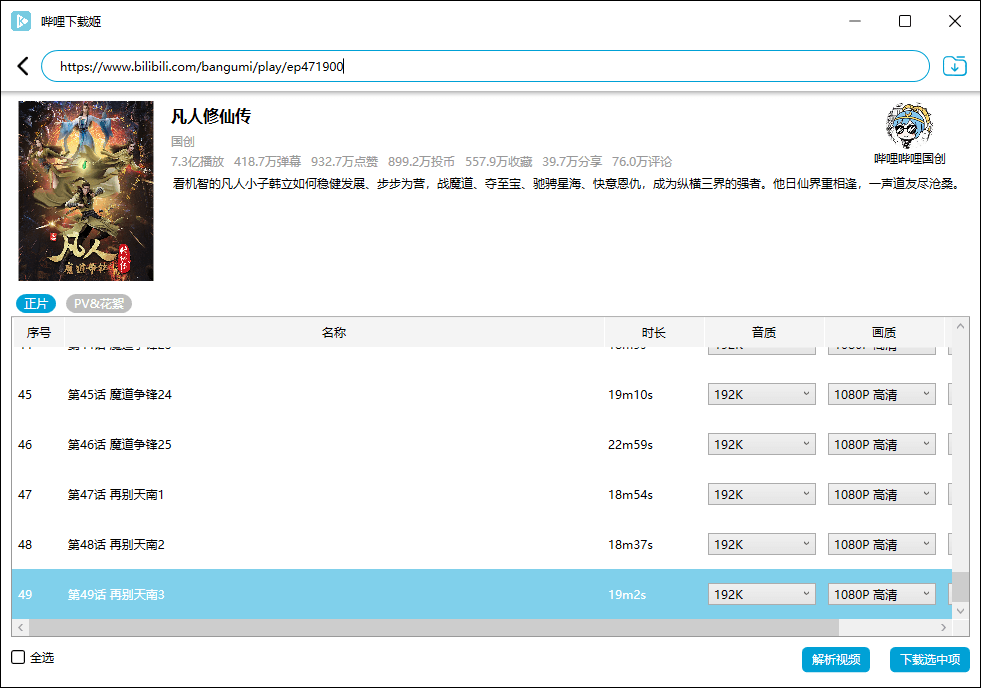 哔哩下载姬
https://www.bilibili.com/bangumi/play/ep471900
凡人修仙传
国创
7.3亿播放 418.7万弹幕 932.7万点赞 899.2万投币 557.9万收藏 39.7万分享 76.0万评论
看机智的凡人小子韩立如何稳健发展、步步为营，战魔道、夺至宝、驰骋星海、快意恩仇，成为纵横三界的强者。他日仙界重相逢，一声道友尽沧桑。
哔哩哔哩国创
凡人
修仙传
魔道争锋
正片 PV&花絮
序号 名称 时长 音质 画质
45 第45话 魔道争锋24 19m10s 192K 1080P 高清
46 第46话 魔道争锋25 22m59s 192K 1080P 高清
47 第47话 再别天南1 18m54s 192K 1080P 高清
48 第48话 再别天南2 18m37s 192K 1080P 高清
49 第49话 再别天南3 19m2s 192K 1080P 高清
全选 解析视频 下载选中项